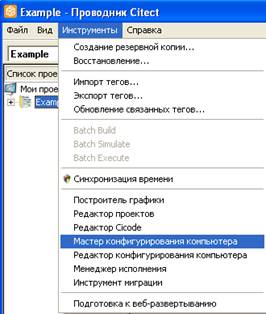 Example - Проводник Citect
Файл Вид Инструменты Справка
Example
Список прое
Мои прое
Exam
Создание резервной копии...
Восстановление...
Импорт тегов...
Экспорт тегов...
Обновление связанных тегов...
Batch Build
Batch Simulate
Batch Execute
Синхронизация времени
Построитель графики
Редактор проектов
Редактор Cicode
Мастер конфигурирования компьютера
Редактор конфигурирования компьютера
Менеджер исполнения
Инструмент миграции
Подготовка к веб-развертыванию